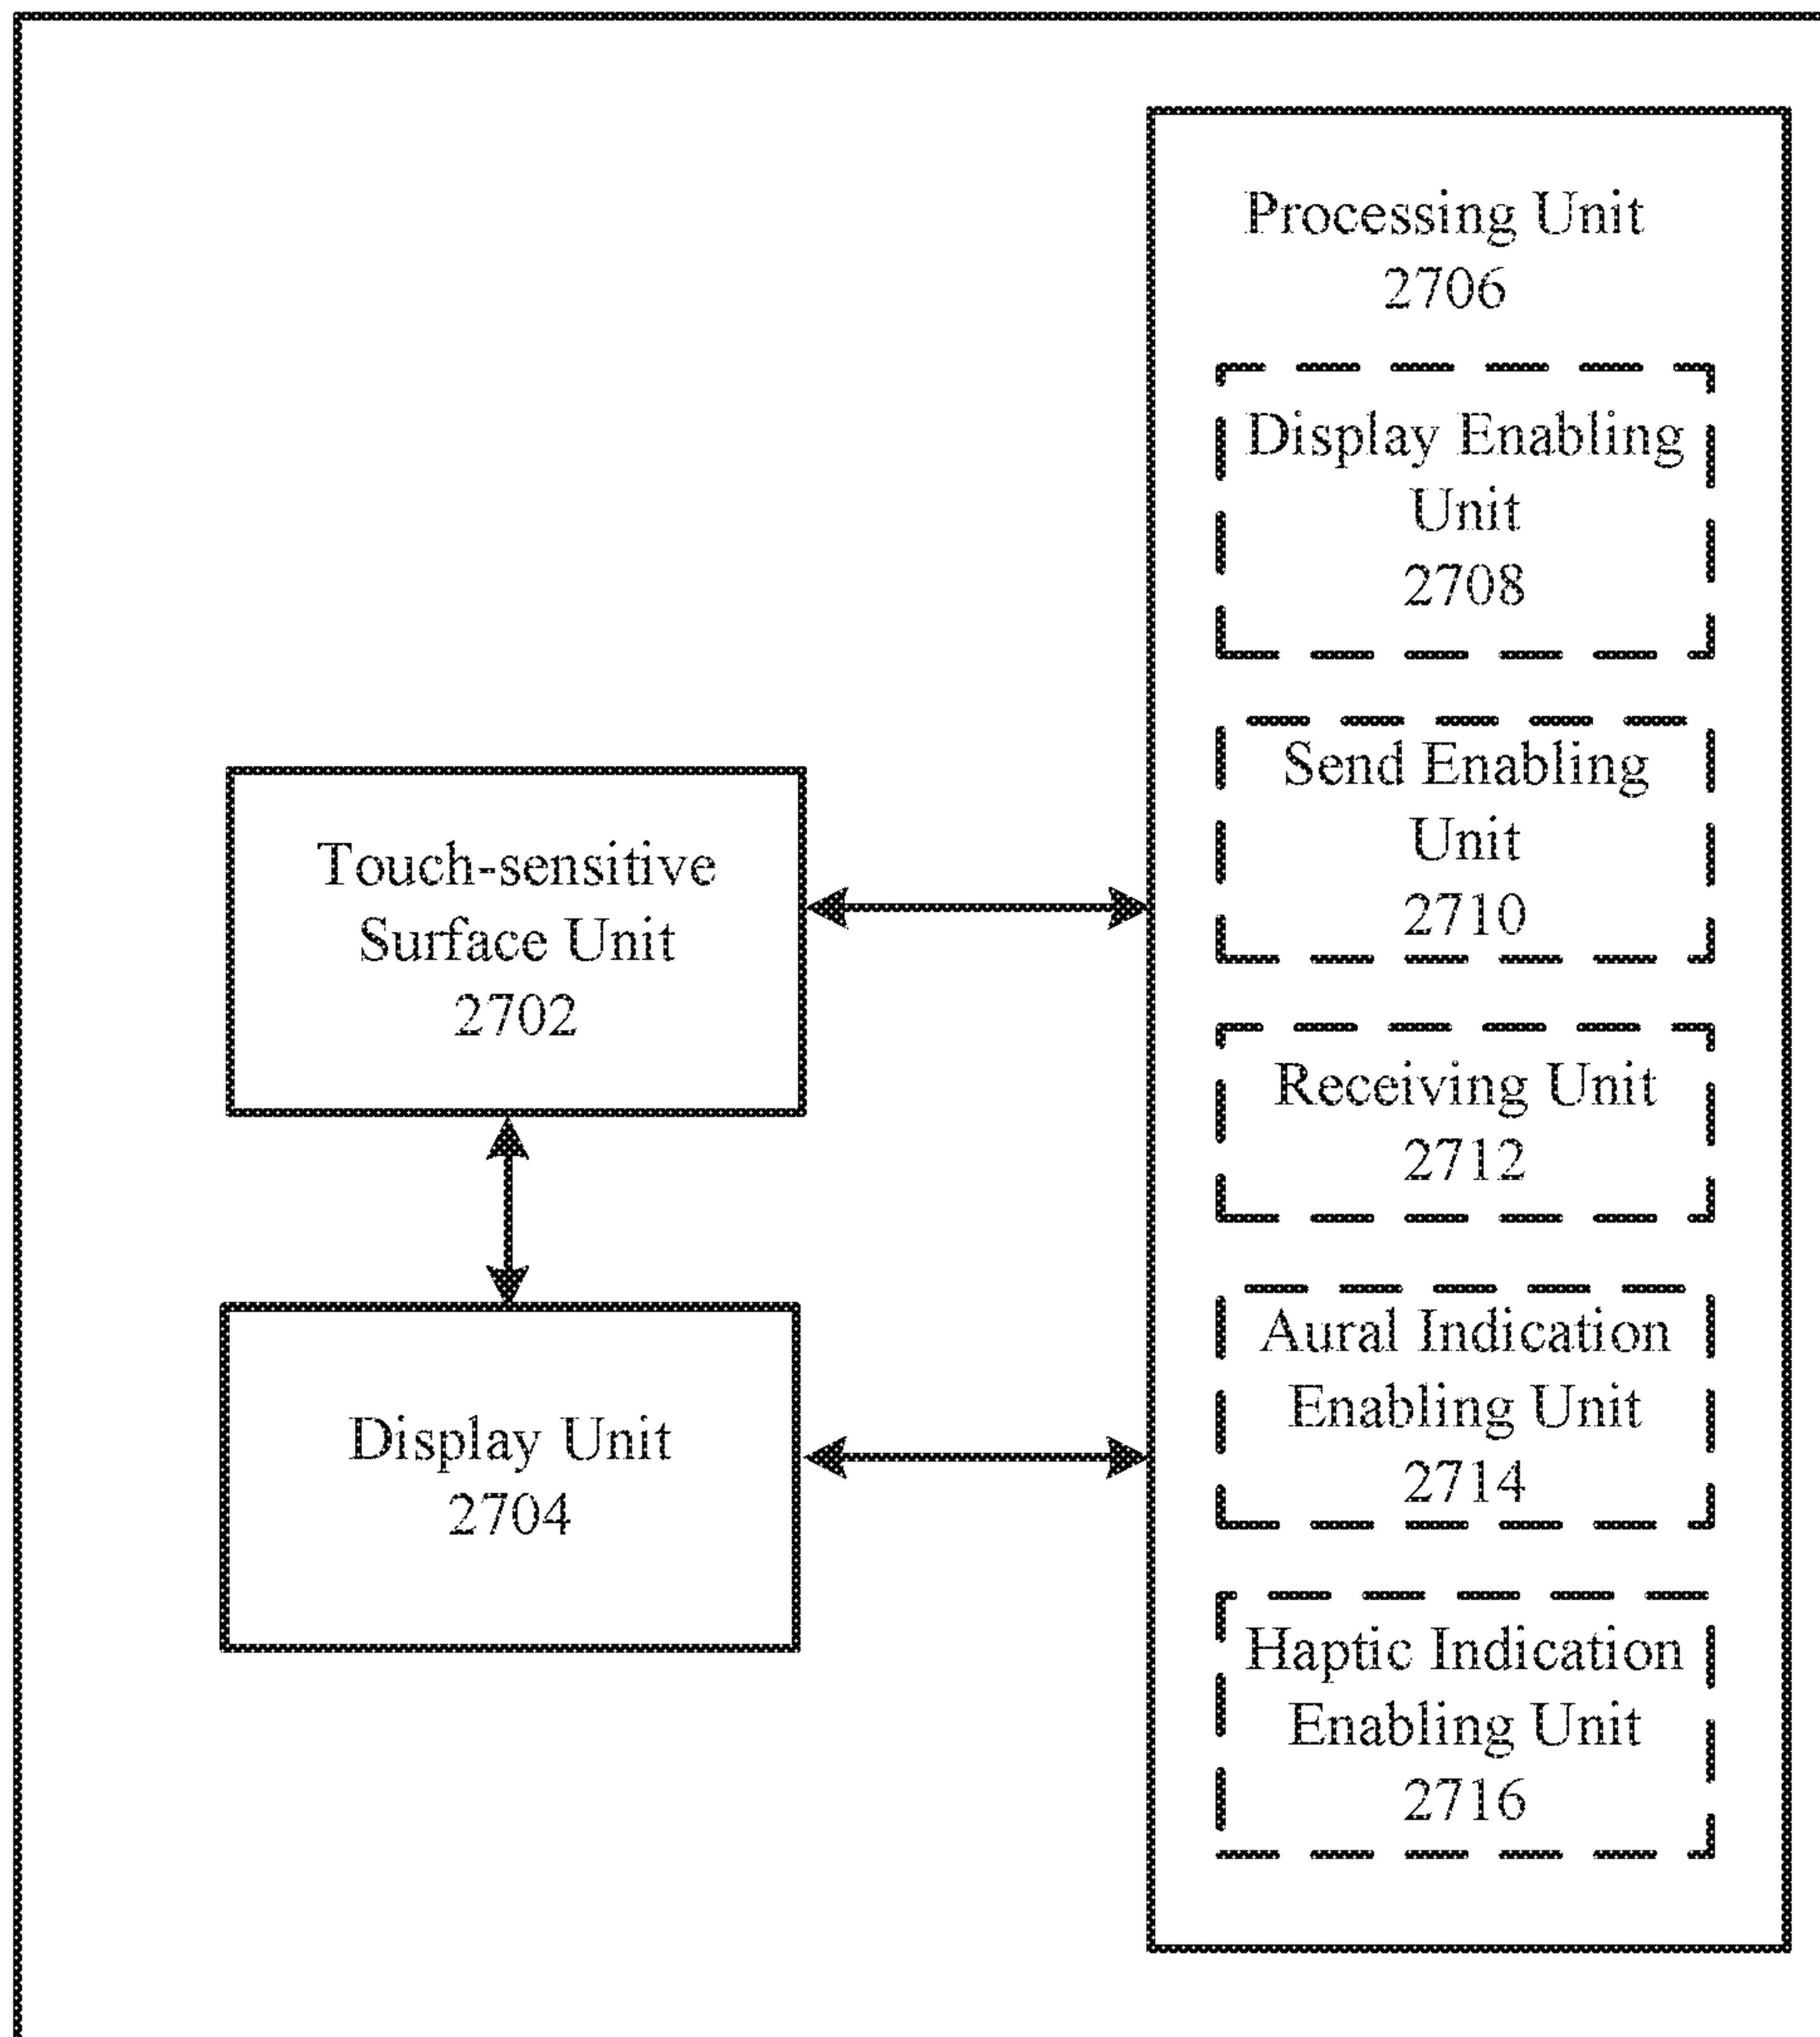 Processing Unit
2706
Display Enabling
Unit
2708
Send Enabling
Unit
2710
Touch-sensitive
Surface Unit
2702
Receiving Unit
2712
Aural Indication
Enabling Unit
2714
Display Unit
2704
Haptic Indication
Enabling Unit
2716